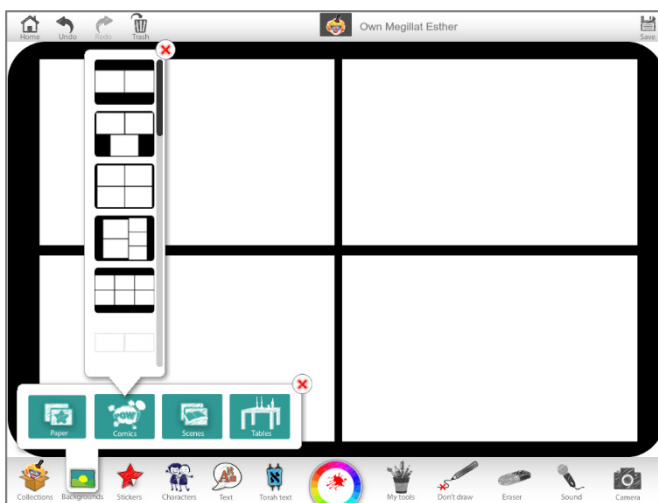 Own Megillat Esther
Home Undo Redo Trash Save
POW
Paper Comics Scenes Tables
Collections Backgrounds Stickers Characters Text Torah text My tools Don't draw Eraser Sound Camera